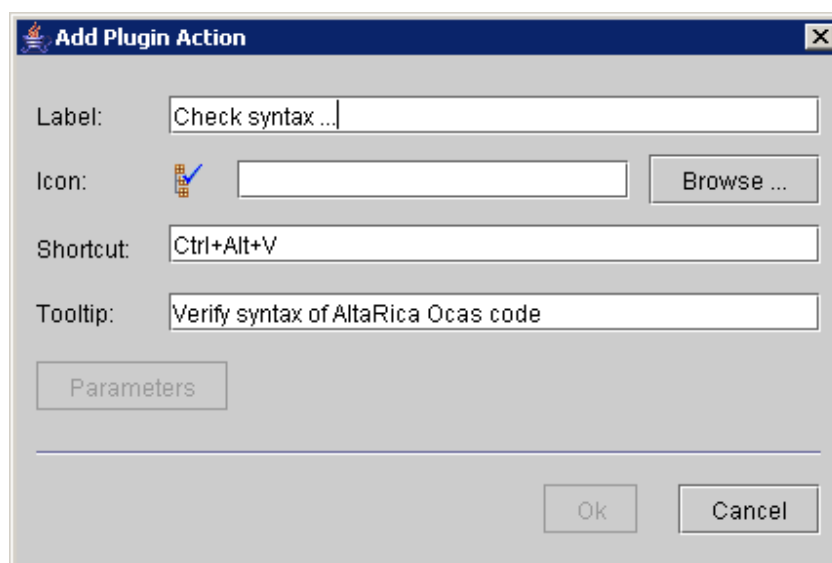 Add Plugin Action
Label: Check syntax ...
Icon: Browse ...
Shortcut: Ctrl+Alt+V
Tooltip: Verify syntax of AltaRica Ocas code
Parameters
Ok Cancel